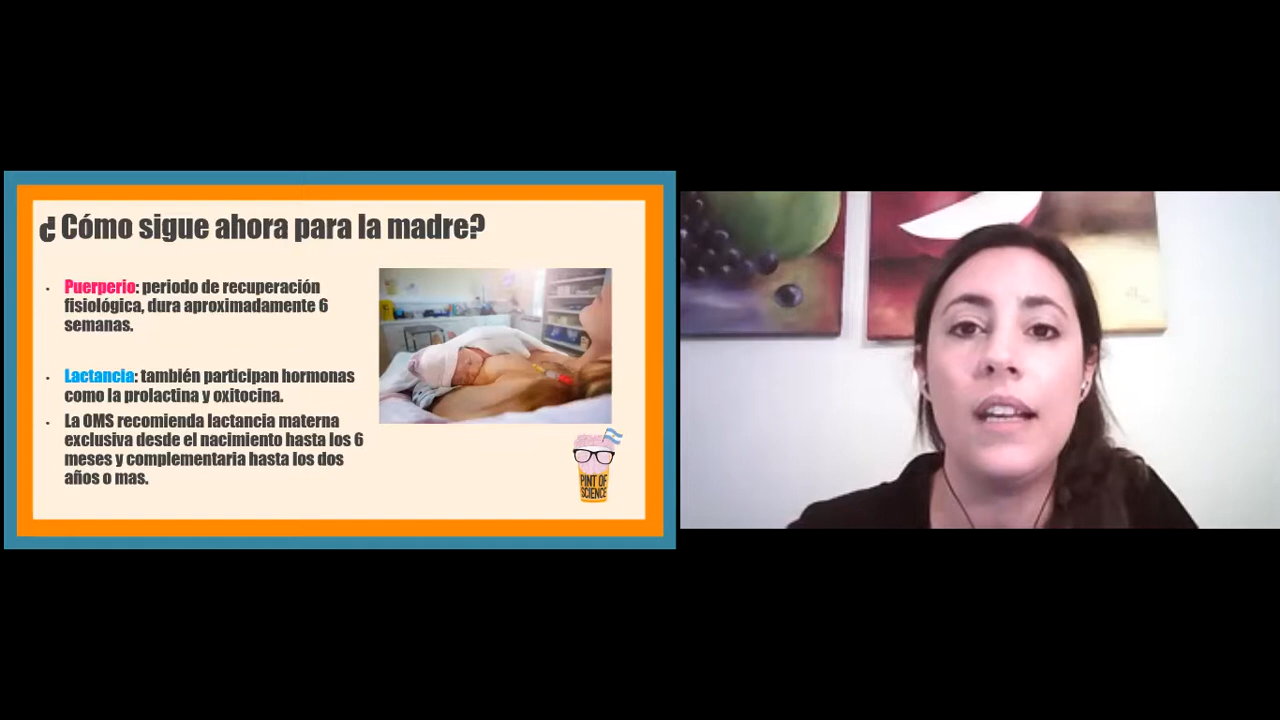 ¿ Cómo sigue ahora para la madre?
Puerperio: periodo de recuperación
fisiológica, dura aproximadamente 6
semanas.
Lactancia: también participan hormonas
como la prolactina y oxitocina.
La OMS recomienda lactancia materna
exclusiva desde el nacimiento hasta los 6
meses y complementaria hasta los dos
años o mas.
PINT OF
SCIENCE